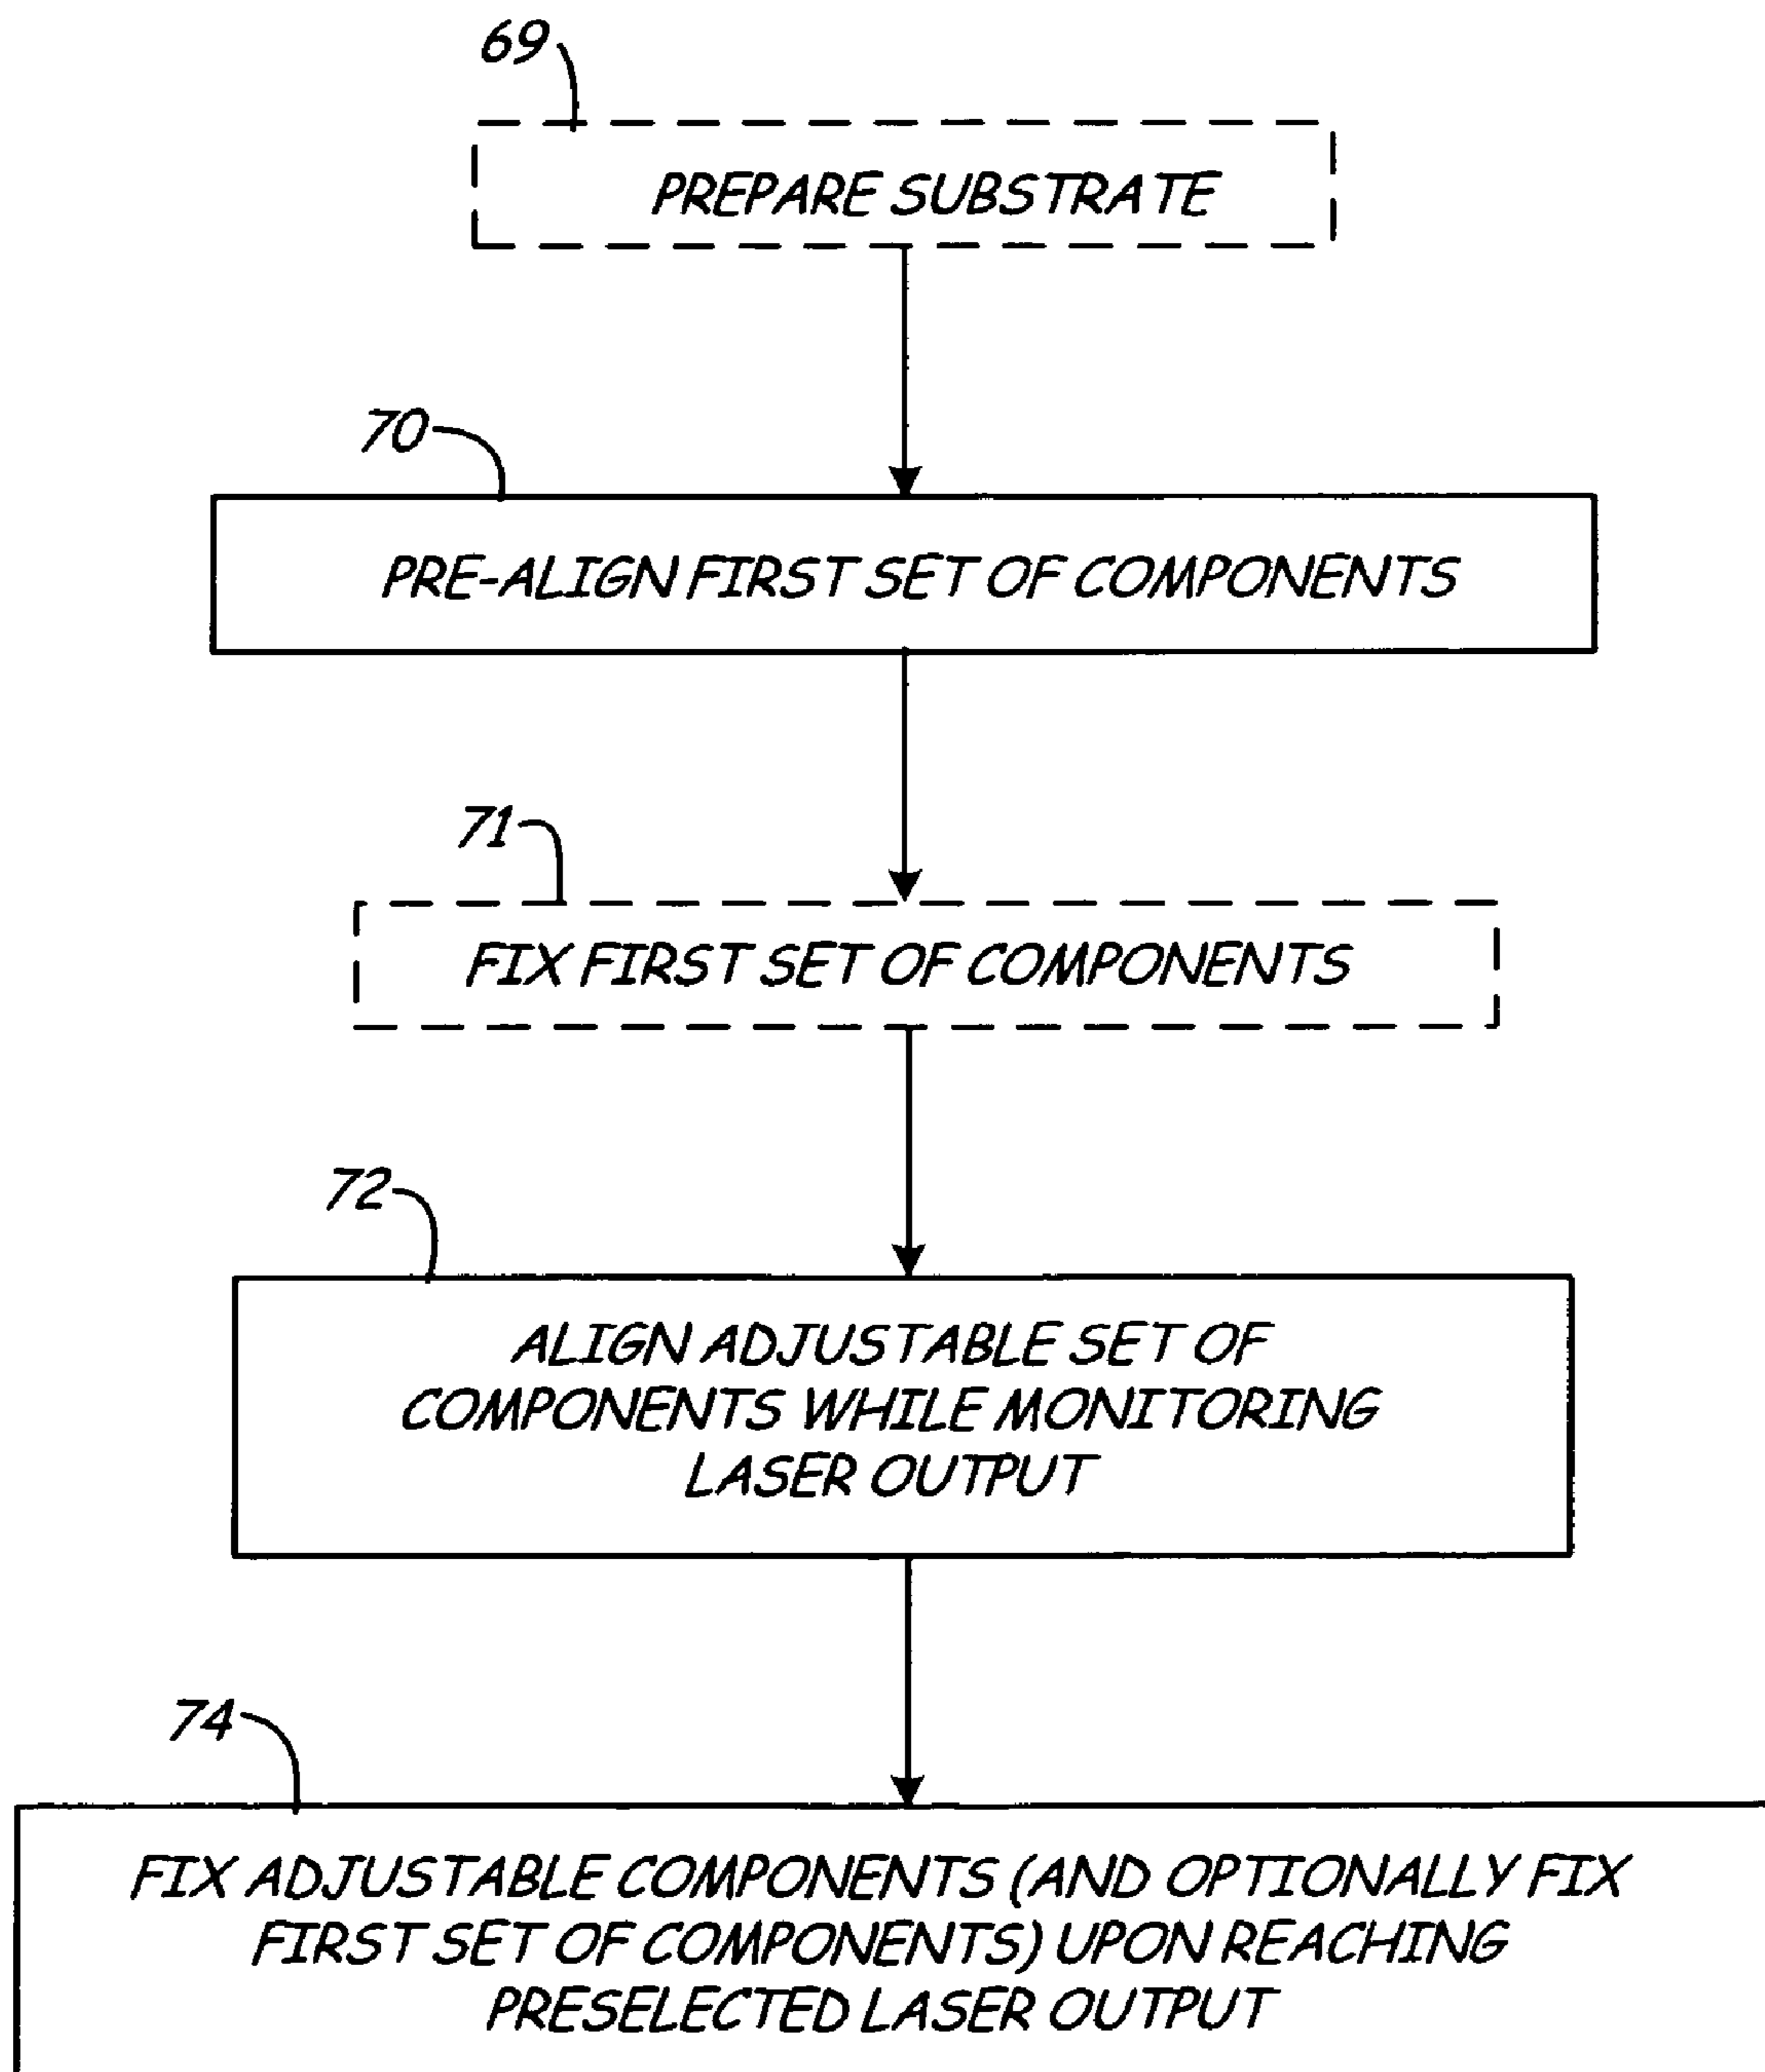 69
PREPARE SUBSTRATE
70
PRE-ALIGN FIRST SET OF COMPONENTS
71
FIX FIRST SET OF COMPONENTS
72
ALIGN ADJUSTABLE SET OF
COMPONENTS WHILE MONITORING
LASER OUTPUT
74
FIX ADJUSTABLE COMPONENTS (AND OPTIONALLY FIX
FIRST SET OF COMPONENTS) UPON REACHING
PRESELECTED LASER OUTPUT